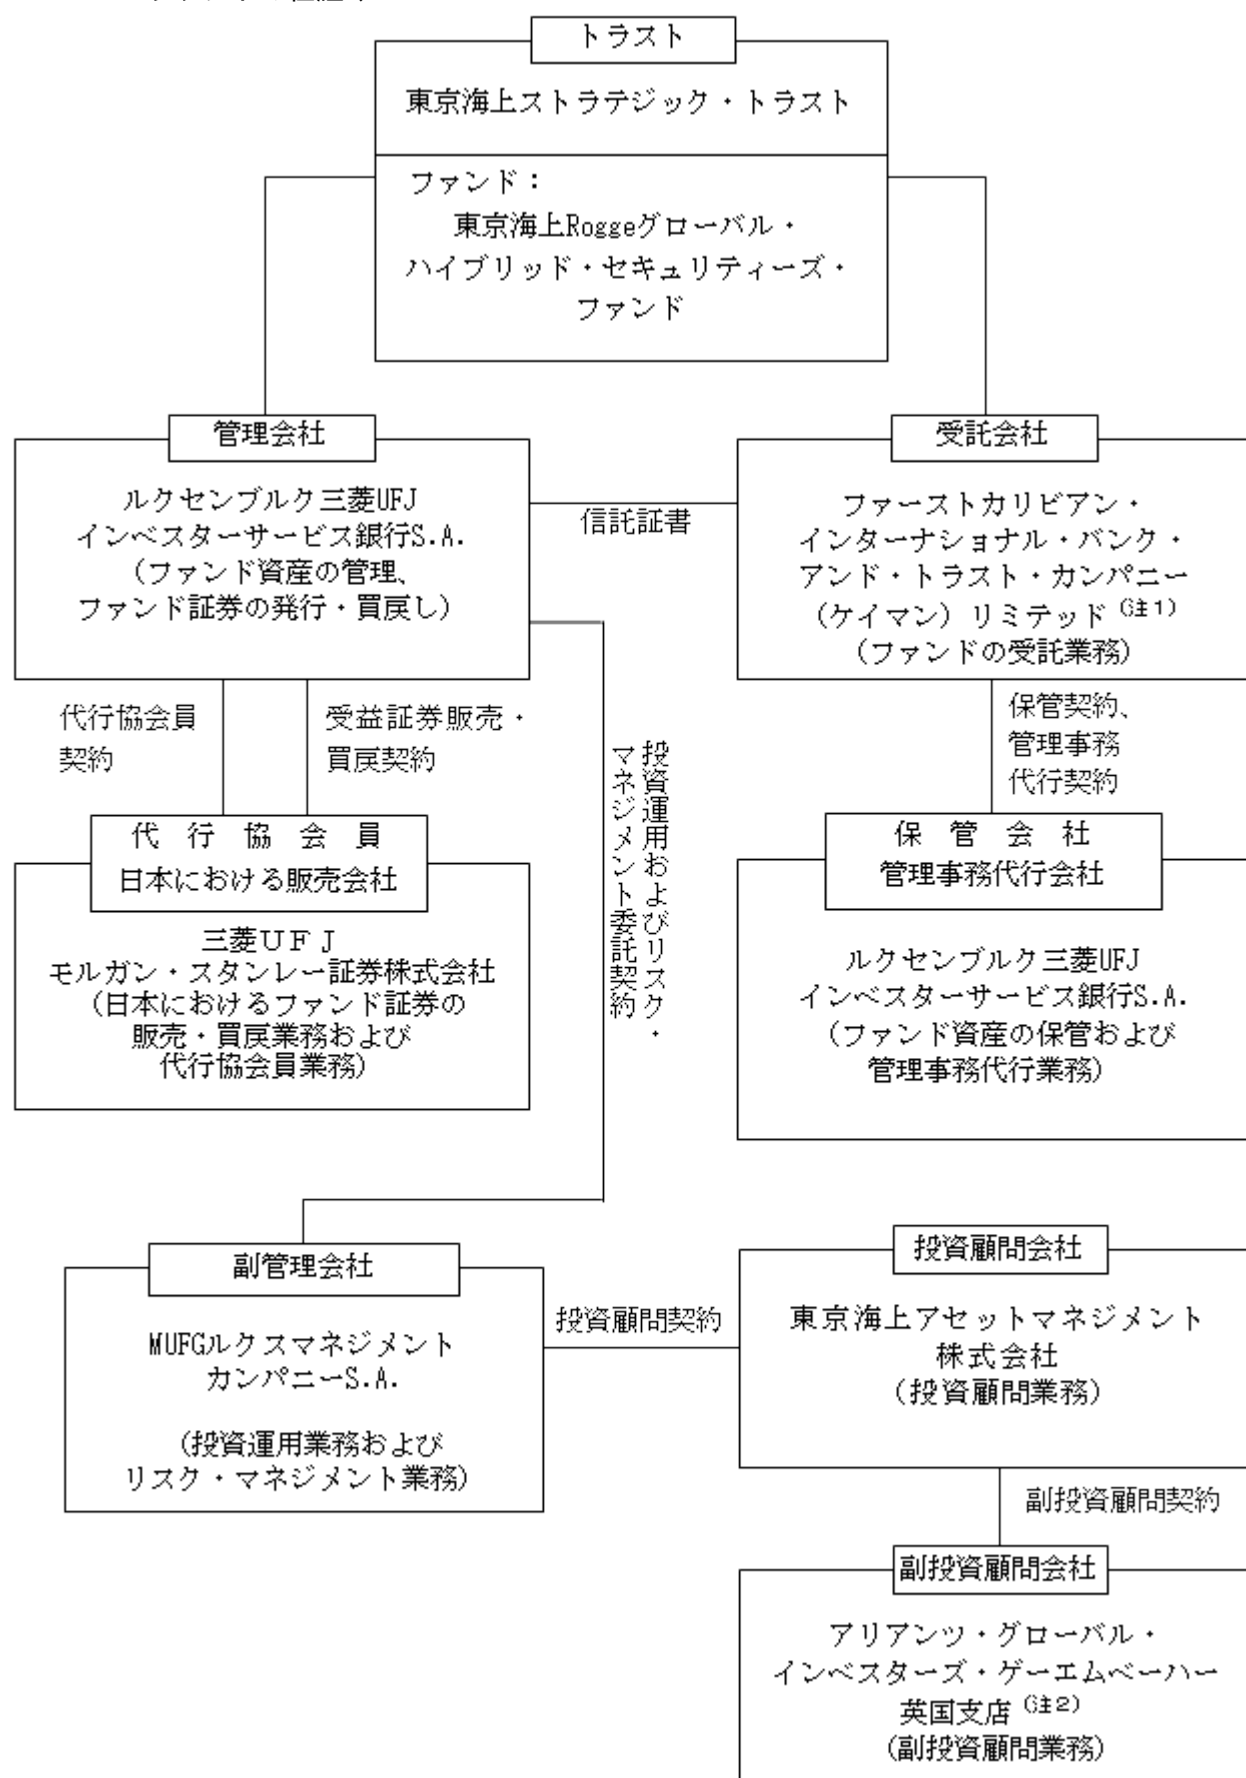 トラスト
東京海上ストラテジック・トラスト
ファンド：
東京海上Roggeグローバル・
ハイブリッド・セキュリティーズ・
ファンド
管理会社
ルクセンブルク三菱UFJ
インベスターサービス銀行S.A.
(ファンド資産の管理、
ファンド証券の発行・買戻し)
信託証書
受託会社
ファーストカリビアン・
インターナショナル・バンク・
アンド・トラスト・カンパニー
(ケイマン) リミテッド (注1)
(ファンドの受託業務)
代行協会員
契約
受益証券販売・
買戻契約
投資運用およびリスク・
マネジメント委託契約
保管契約、
管理事務
代行契約
代行協会員
日本における販売会社
三菱ＵＦＪ
モルガン・スタンレー証券株式会社
(日本におけるファンド証券の
販売・買戻業務および
代行協会員業務)
保管会社
管理事務代行会社
ルクセンブルク三菱UFJ
インベスターサービス銀行S.A.
(ファンド資産の保管および
管理事務代行業務)
副管理会社
MUFGルクスマネジメント
カンパニーS.A.
(投資運用業務および
リスク・マネジメント業務)
投資顧問契約
投資顧問会社
東京海上アセットマネジメント
株式会社
(投資顧問業務)
副投資顧問契約
副投資顧問会社
アリアンツ・グローバル・
インベスターズ・ゲーエムベーハー
英国支店 (注2)
(副投資顧問業務)